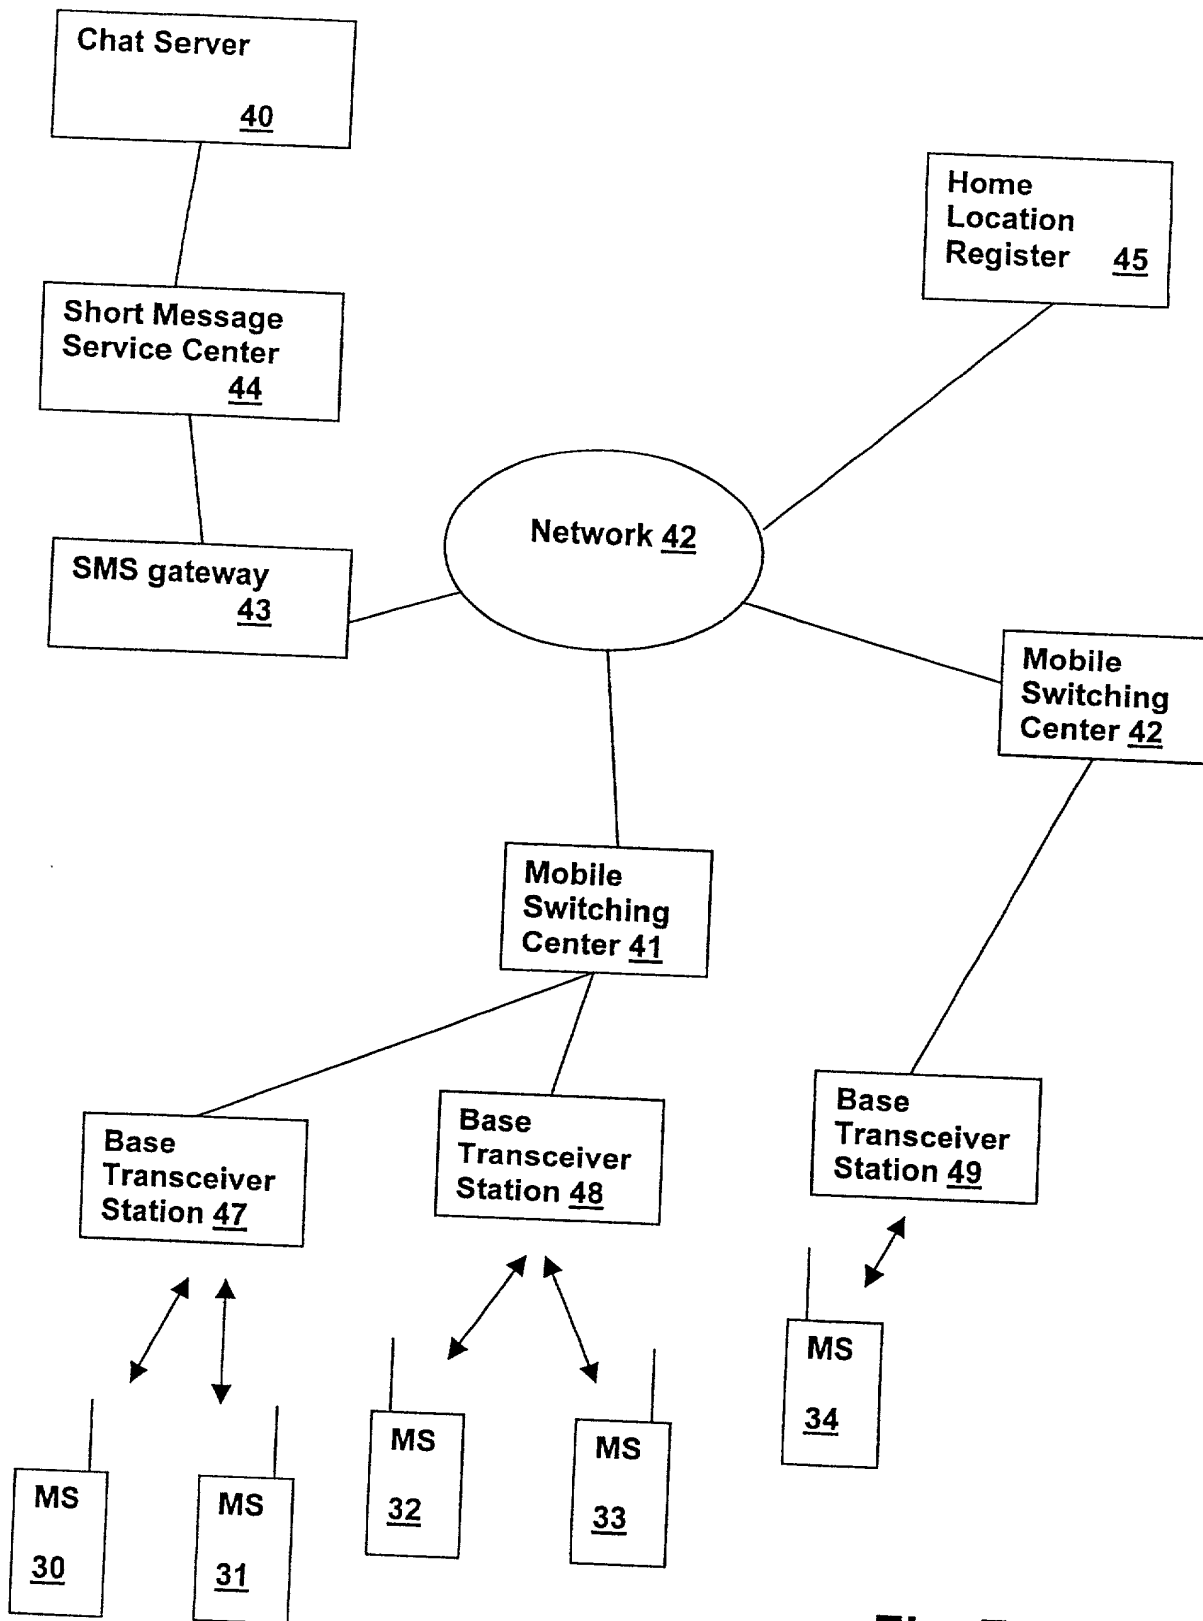 Chat Server
40
Home
Location
Register 45
Short Message
Service Center
44
Network 42
SMS gateway
43
Mobile
Switching
Center 42
Mobile
Switching
Center 41
Base
Transceiver
Station 47
Base
Transceiver
Station 48
Base
Transceiver
Station 49
MS
34
MS
32
MS
33
MS
30
MS
31